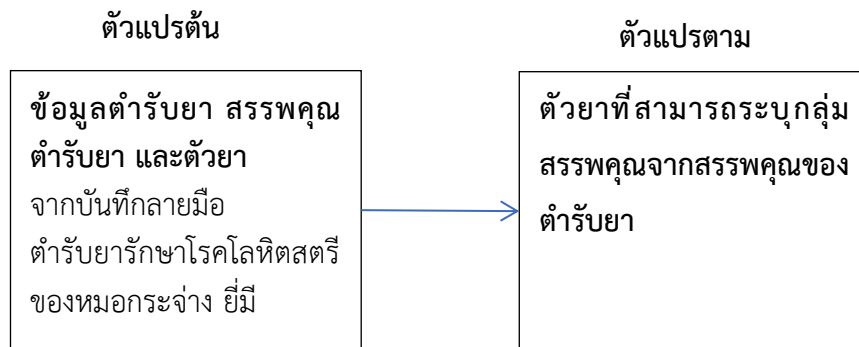 ตัวแปรต้น
ข้อมูลตำรับยา สรรพคุณ
ตำรับยา และตัวยา
จากบันทึกลายมือ
ตำรับยารักษาโรคโลหิตสตรี
ของหมอกระจ่าง ยี่มี
ตัวแปรตาม
ตัวยาที่สามารถระบุกลุ่ม
สรรพคุณจากสรรพคุณของ
ตำรับยา